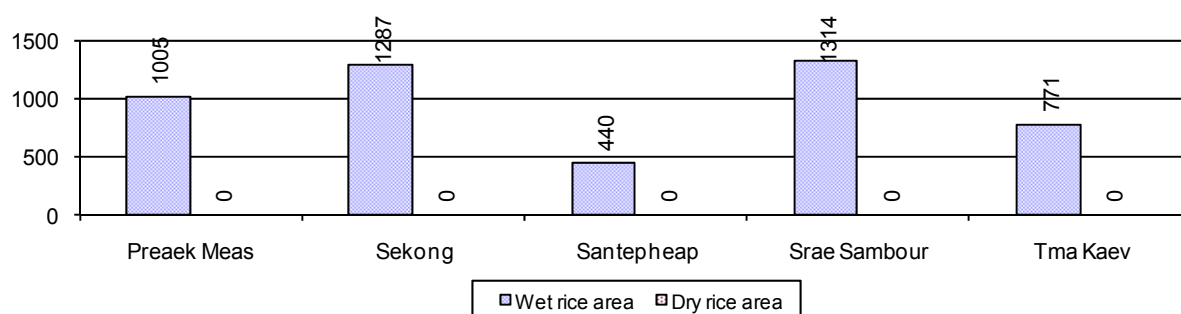 1500
1000
500
0
1005
0
1287
0
440
0
1314
0
771
0
Preaek Meas
Sekong
Santepheap
Srae Sambour
Tma Kaev
Wet rice area
Dry rice area